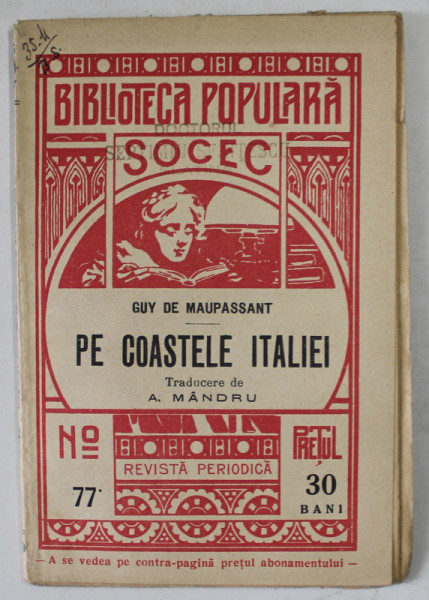 BIBLIOTECA POPULARĂ
DOCTORUL
SOCEC
GUY DE MAUPASSANT
PE COASTELE ITALIEI
Traducere de
A. MÂNDRU
No
PREȚUL
REVISTĂ PERIODICĂ
77·
30
BANI
— A se vedea pe contra-pagină prețul abonamentului —